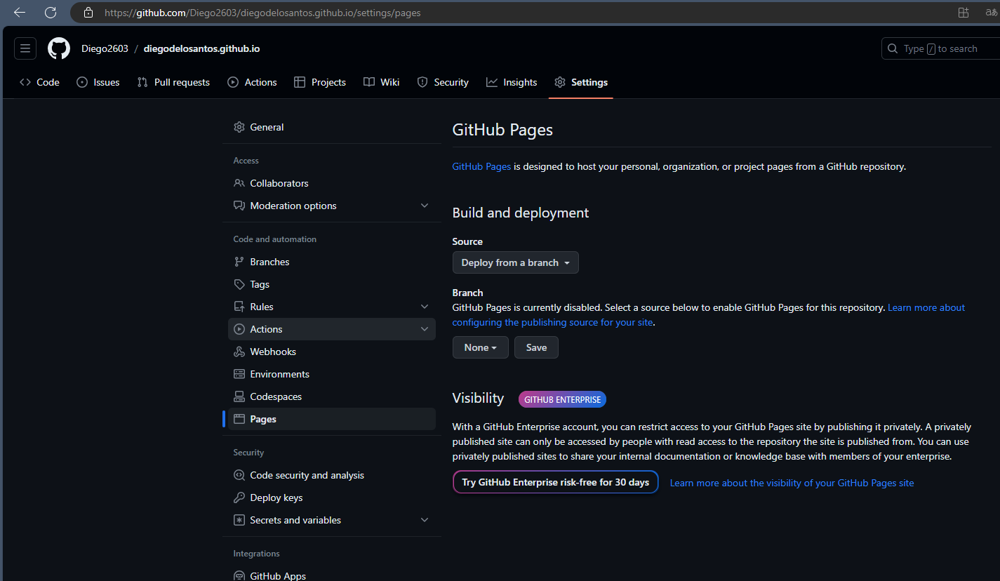 https://github.com/Diego2603/diegodelosantos.github.io/settings/pages
Diego2603 / diegodelosantos.github.io
Type / to search
Code Issues Pull requests Actions Projects Wiki Security Insights Settings
General
Access
Collaborators
Moderation options
Code and automation
Branches
Tags
Rules
Actions
Webhooks
Environments
Codespaces
Pages
Security
Code security and analysis
Deploy keys
Secrets and variables
Integrations
GitHub Apps
GitHub Pages
GitHub Pages is designed to host your personal, organization, or project pages from a GitHub repository.
Build and deployment
Source
Deploy from a branch
Branch
GitHub Pages is currently disabled. Select a source below to enable GitHub Pages for this repository. Learn more about
configuring the publishing source for your site.
None Save
Visibility GITHUB ENTERPRISE
With a GitHub Enterprise account, you can restrict access to your GitHub Pages site by publishing it privately. A privately
published site can only be accessed by people with read access to the repository the site is published from. You can use
privately published sites to share your internal documentation or knowledge base with members of your enterprise.
Try GitHub Enterprise risk-free for 30 days Learn more about the visibility of your GitHub Pages site